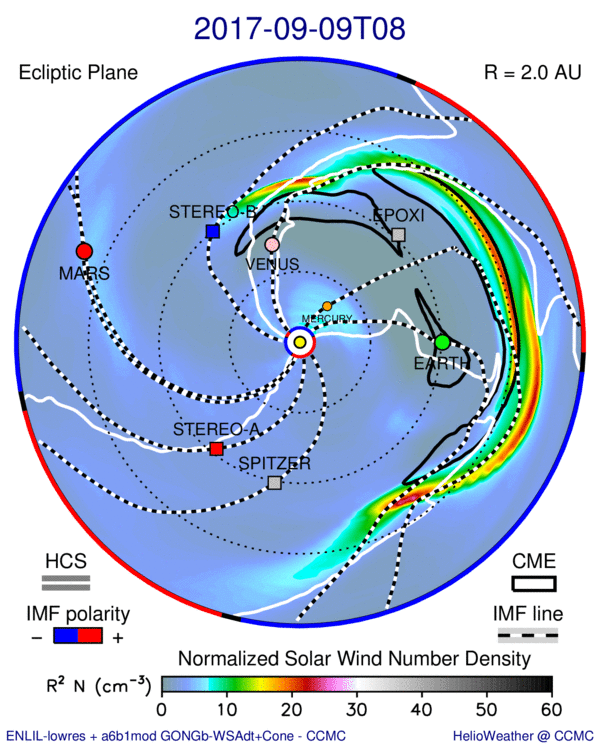 2017-09-09T08
Ecliptic Plane
R = 2.0 AU
STEREO-B
EPOXI
VENUS
MARS
MERCURY
EARTH
STEREO-A
SPITZER
HCS
CME
IMF polarity
− +
IMF line
Normalized Solar Wind Number Density
R² N (cm⁻³)
0 10 20 30 40 50 60
ENLIL-lowres + a6b1mod GONGb-WSAdt+Cone - CCMC
HelioWeather @ CCMC